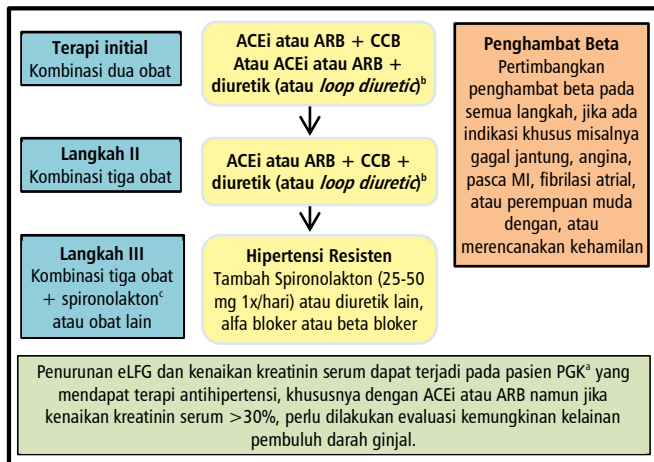 Terapi initial
Kombinasi dua obat
ACEi atau ARB + CCB
Atau ACEi atau ARB +
diuretik (atau loop diuretic)ᵇ
Langkah II
Kombinasi tiga obat
ACEi atau ARB + CCB +
diuretik (atau loop diuretic)ᵇ
Langkah III
Kombinasi tiga obat
+ spironolaktonᶜ
atau obat lain
Hipertensi Resisten
Tambah Spironolakton (25-50
mg 1x/hari) atau diuretik lain,
alfa bloker atau beta bloker
Penghambat Beta
Pertimbangkan
penghambat beta pada
semua langkah, jika ada
indikasi khusus misalnya
gagal jantung, angina,
pasca MI, fibrilasi atrial,
atau perempuan muda
dengan, atau
merencanakan kehamilan
Penurunan eLFG dan kenaikan kreatinin serum dapat terjadi pada pasien PGKᵃ yang
mendapat terapi antihipertensi, khususnya dengan ACEi atau ARB namun jika
kenaikan kreatinin serum >30%, perlu dilakukan evaluasi kemungkinan kelainan
pembuluh darah ginjal.